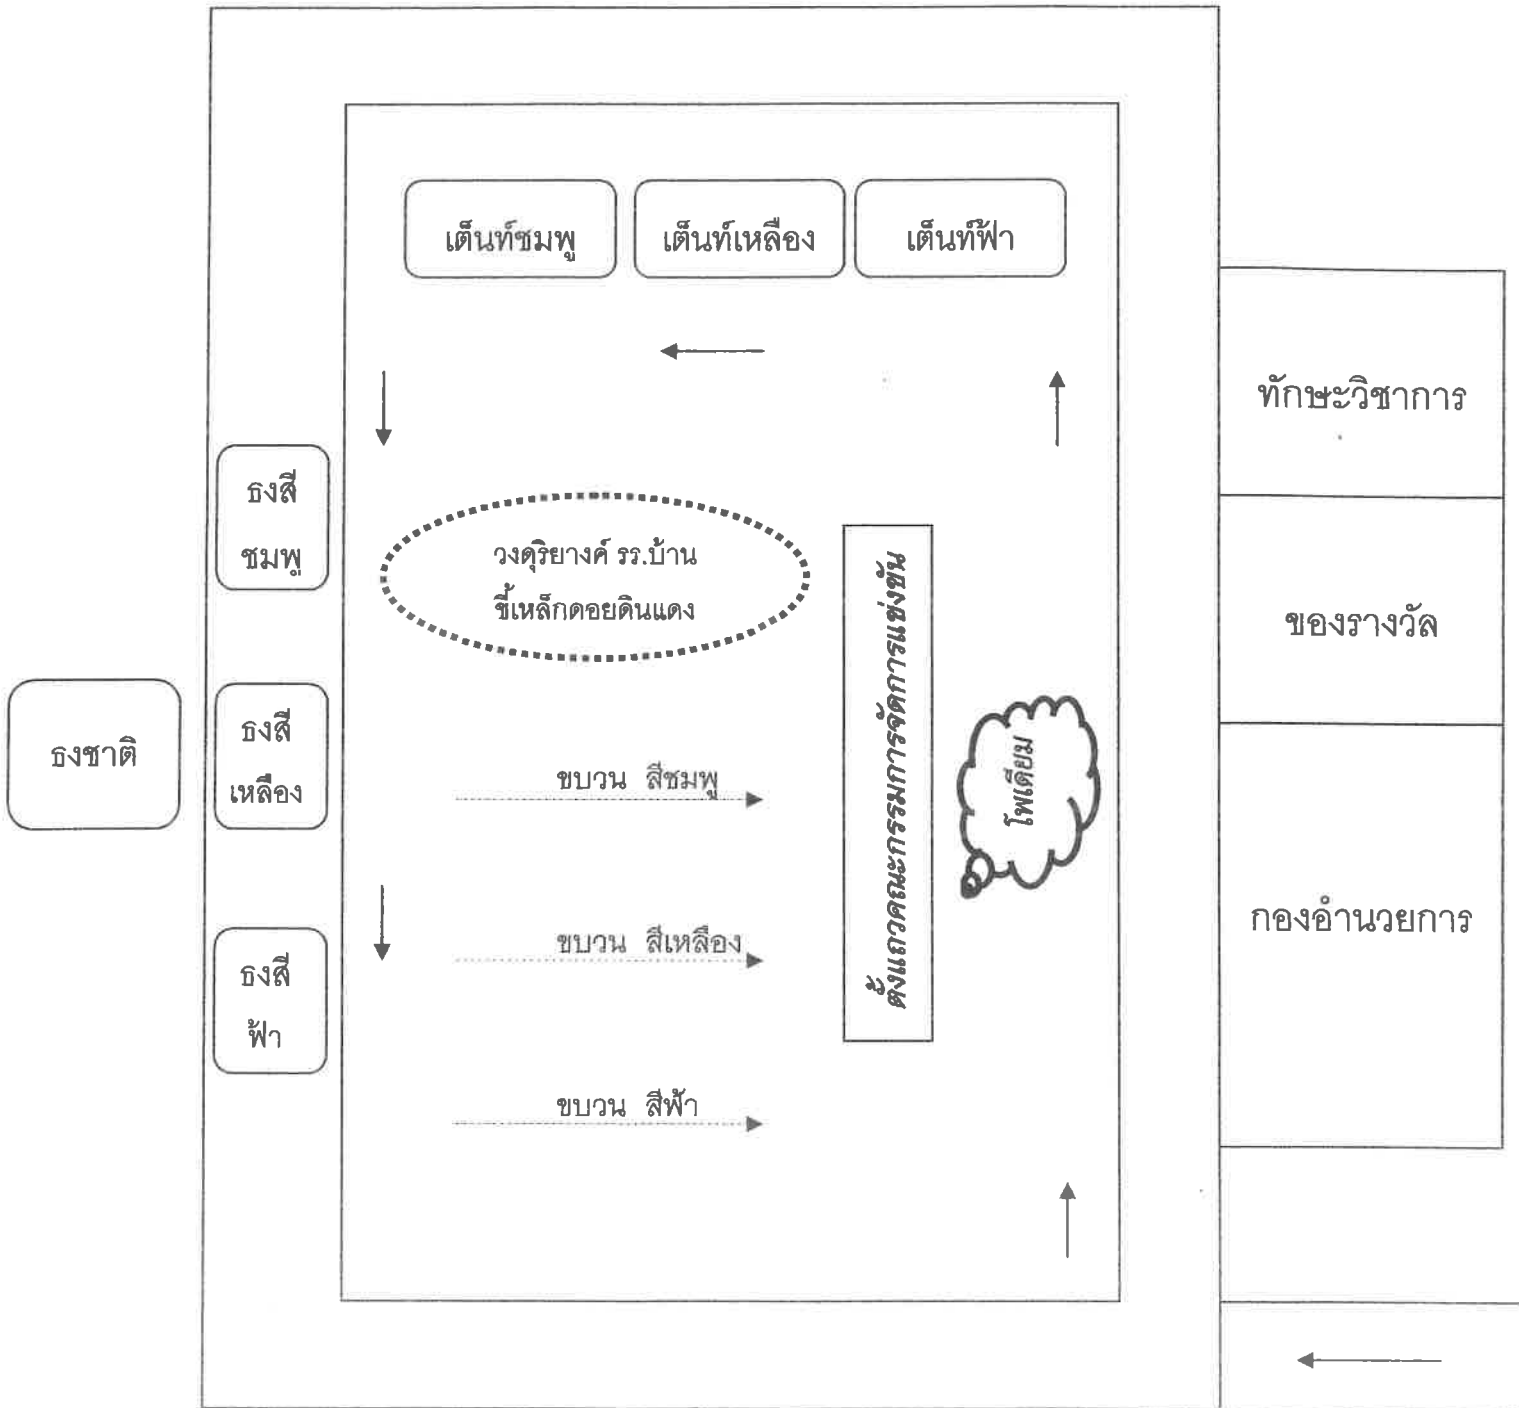 เต็นท์ชมพู
เต็นท์เหลือง
เต็นท์ฟ้า
ทักษะวิชาการ
ธงสี
ชมพู
วงดุริยางค์ รร.บ้าน
ขี้เหล็กดอยดินแดง
ตั้งแถวคณะกรรมการจัดการแข่งขัน
ของรางวัล
ธงชาติ
ธงสี
เหลือง
ขบวน สีชมพู
โพเดียม
กองอำนวยการ
ขบวน สีเหลือง
ธงสี
ฟ้า
ขบวน สีฟ้า